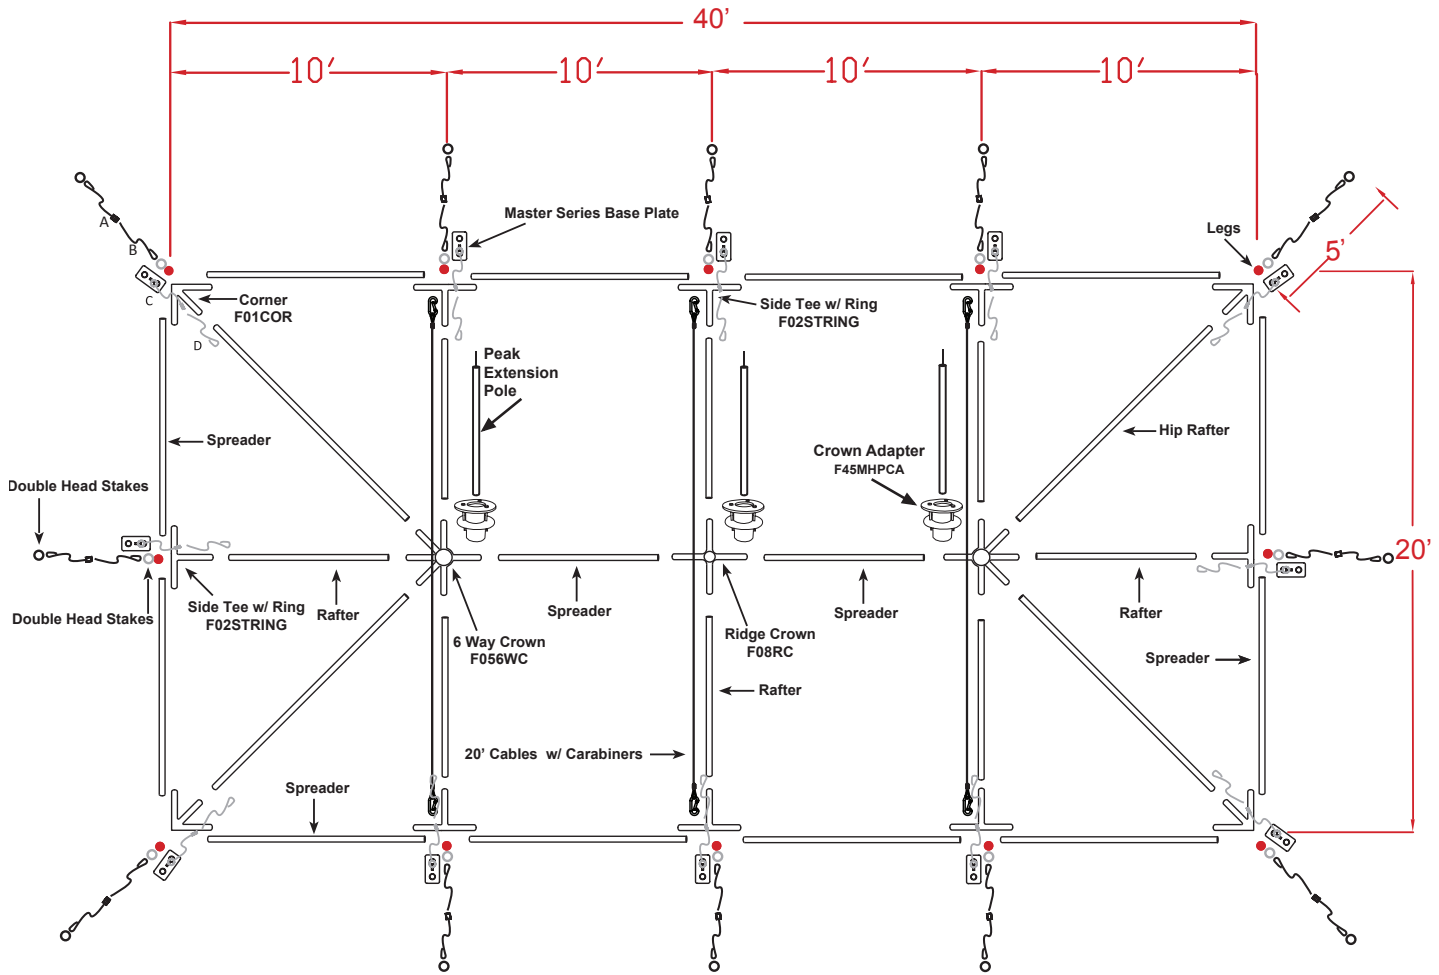 40'
10'
10'
10'
10'
Master Series Base Plate
Legs
5'
A
B
C
D
Corner
F01COR
Side Tee w/ Ring
F02STRING
Peak
Extension
Pole
Spreader
Hip Rafter
Crown Adapter
F45MHPCA
Double Head Stakes
20'
Double Head Stakes
Side Tee w/ Ring
F02STRING
Rafter
Spreader
Spreader
Rafter
6 Way Crown
F056WC
Ridge Crown
F08RC
Spreader
Rafter
20' Cables w/ Carabiners
Spreader